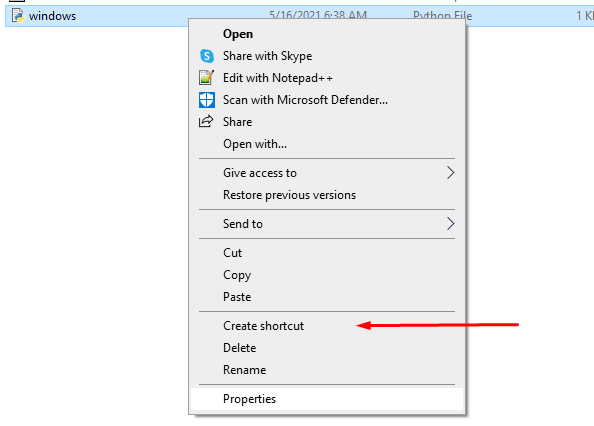 windows 5/16/2021 6:38 AM Python File 1 K
Open
Share with Skype
Edit with Notepad++
Scan with Microsoft Defender...
Share
Open with...
Give access to
Restore previous versions
Send to
Cut
Copy
Paste
Create shortcut
Delete
Rename
Properties